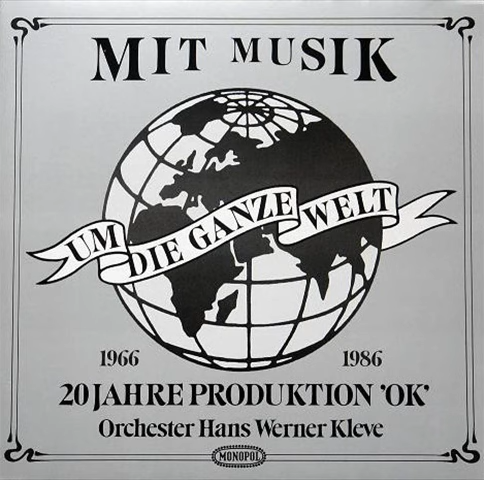 MIT MUSIK
UM DIE GANZE WELT
1966 1986
20 JAHRE PRODUKTION 'OK'
Orchester Hans Werner Kleve
MONOPOL